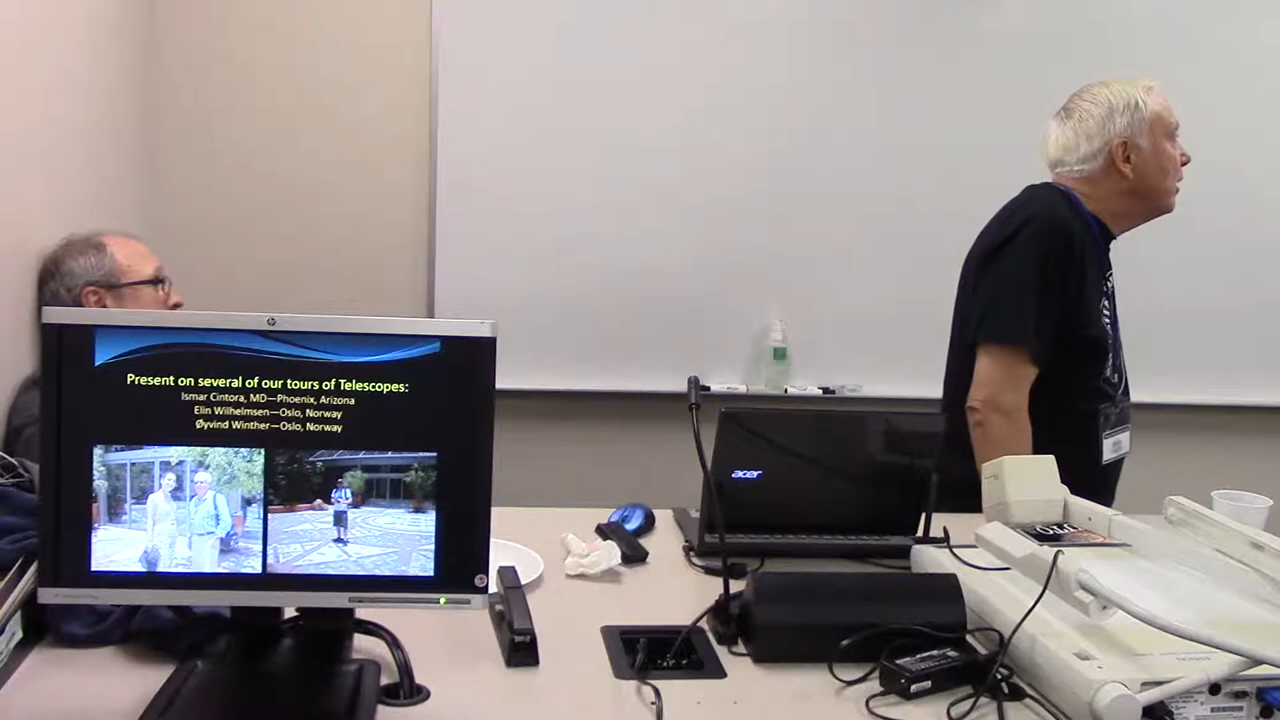 Present on several of our tours of Telescopes:
Ismar Cintora, MD—Phoenix, Arizona
Elin Wilhelmsen—Oslo, Norway
Øyvind Winther—Oslo, Norway
hp
acer